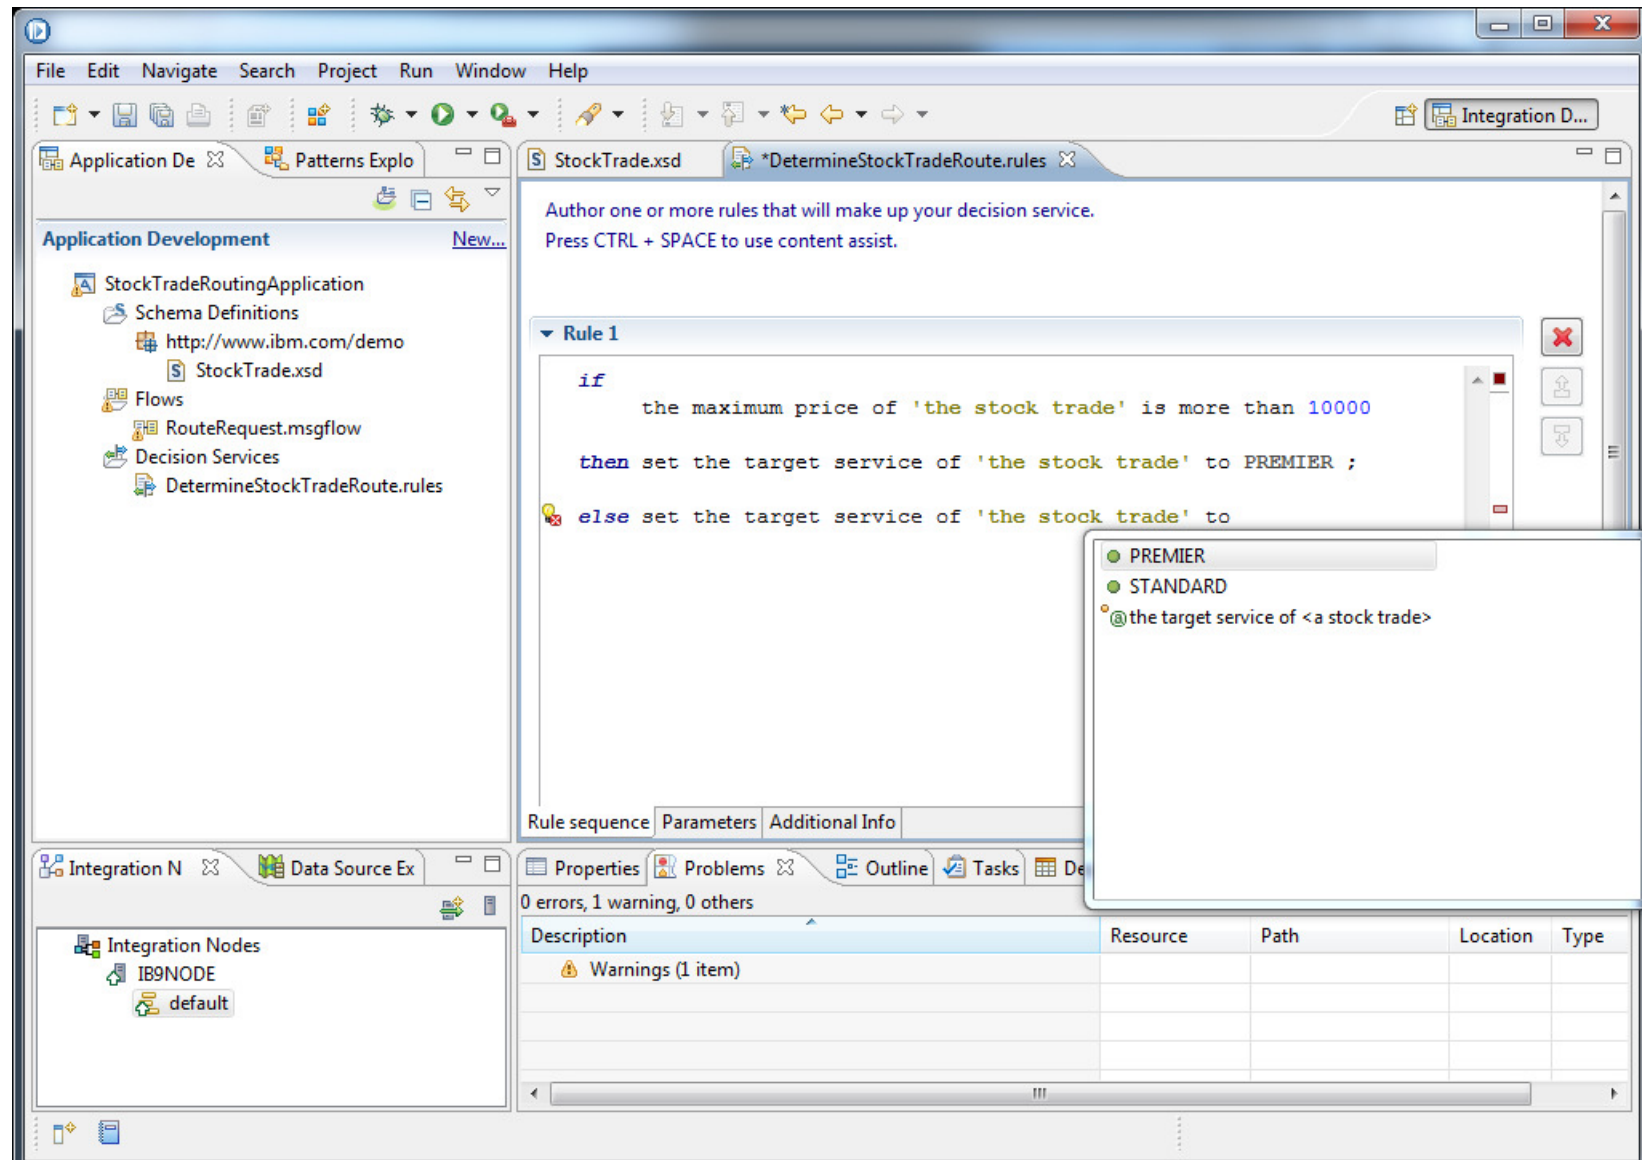 File Edit Navigate Search Project Run Window Help
Integration D...
Application De
Patterns Explo
StockTrade.xsd
*DetermineStockTradeRoute.rules
Application Development
New...
StockTradeRoutingApplication
Schema Definitions
http://www.ibm.com/demo
StockTrade.xsd
Flows
RouteRequest.msgflow
Decision Services
DetermineStockTradeRoute.rules
Author one or more rules that will make up your decision service.
Press CTRL + SPACE to use content assist.
Rule 1
if
the maximum price of 'the stock trade' is more than 10000
then set the target service of 'the stock trade' to PREMIER ;
else set the target service of 'the stock trade' to
PREMIER
STANDARD
the target service of <a stock trade>
Rule sequence Parameters Additional Info
Integration N
Data Source Ex
Integration Nodes
IB9NODE
default
Properties Problems Outline Tasks De
0 errors, 1 warning, 0 others
Description Resource Path Location Type
Warnings (1 item)